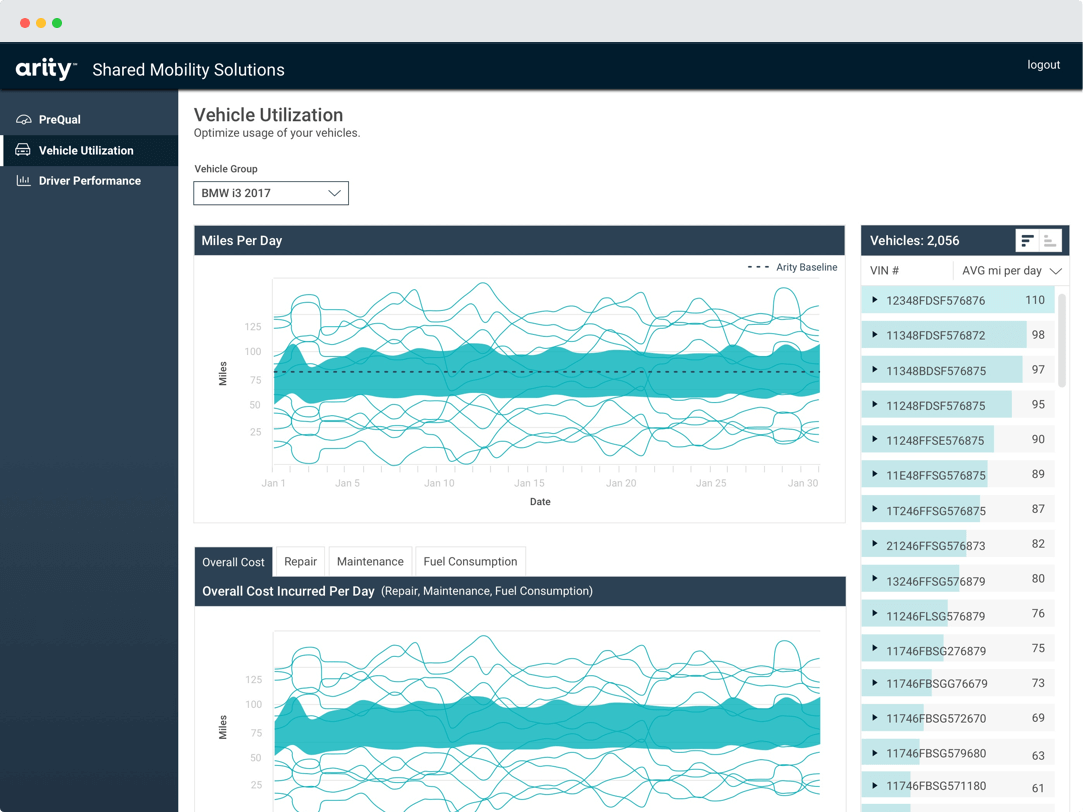 arity™ Shared Mobility Solutions
logout
PreQual
Vehicle Utilization
Driver Performance
Vehicle Utilization
Optimize usage of your vehicles.
Vehicle Group
BMW i3 2017
Miles Per Day
Arity Baseline
125
100
75
50
25
Miles
Jan 1 Jan 5 Jan 10 Jan 15 Jan 20 Jan 25 Jan 30
Date
Overall Cost Repair Maintenance Fuel Consumption
Overall Cost Incurred Per Day (Repair, Maintenance, Fuel Consumption)
125
100
75
50
25
Miles
Vehicles: 2,056
VIN # AVG mi per day
12348FDSF576876 110
11348FDSF576872 98
11348BDSF576875 97
11248FDSF576875 95
11248FFSE576875 90
11E48FFSG576875 89
1T246FFSG576875 87
21246FFSG576873 82
13246FFSG576879 80
11246FLSG576879 76
11746FBSG276879 75
11746FBSGG76679 73
11746FBSG572670 69
11746FBSG579680 63
11746FBSG571180 61